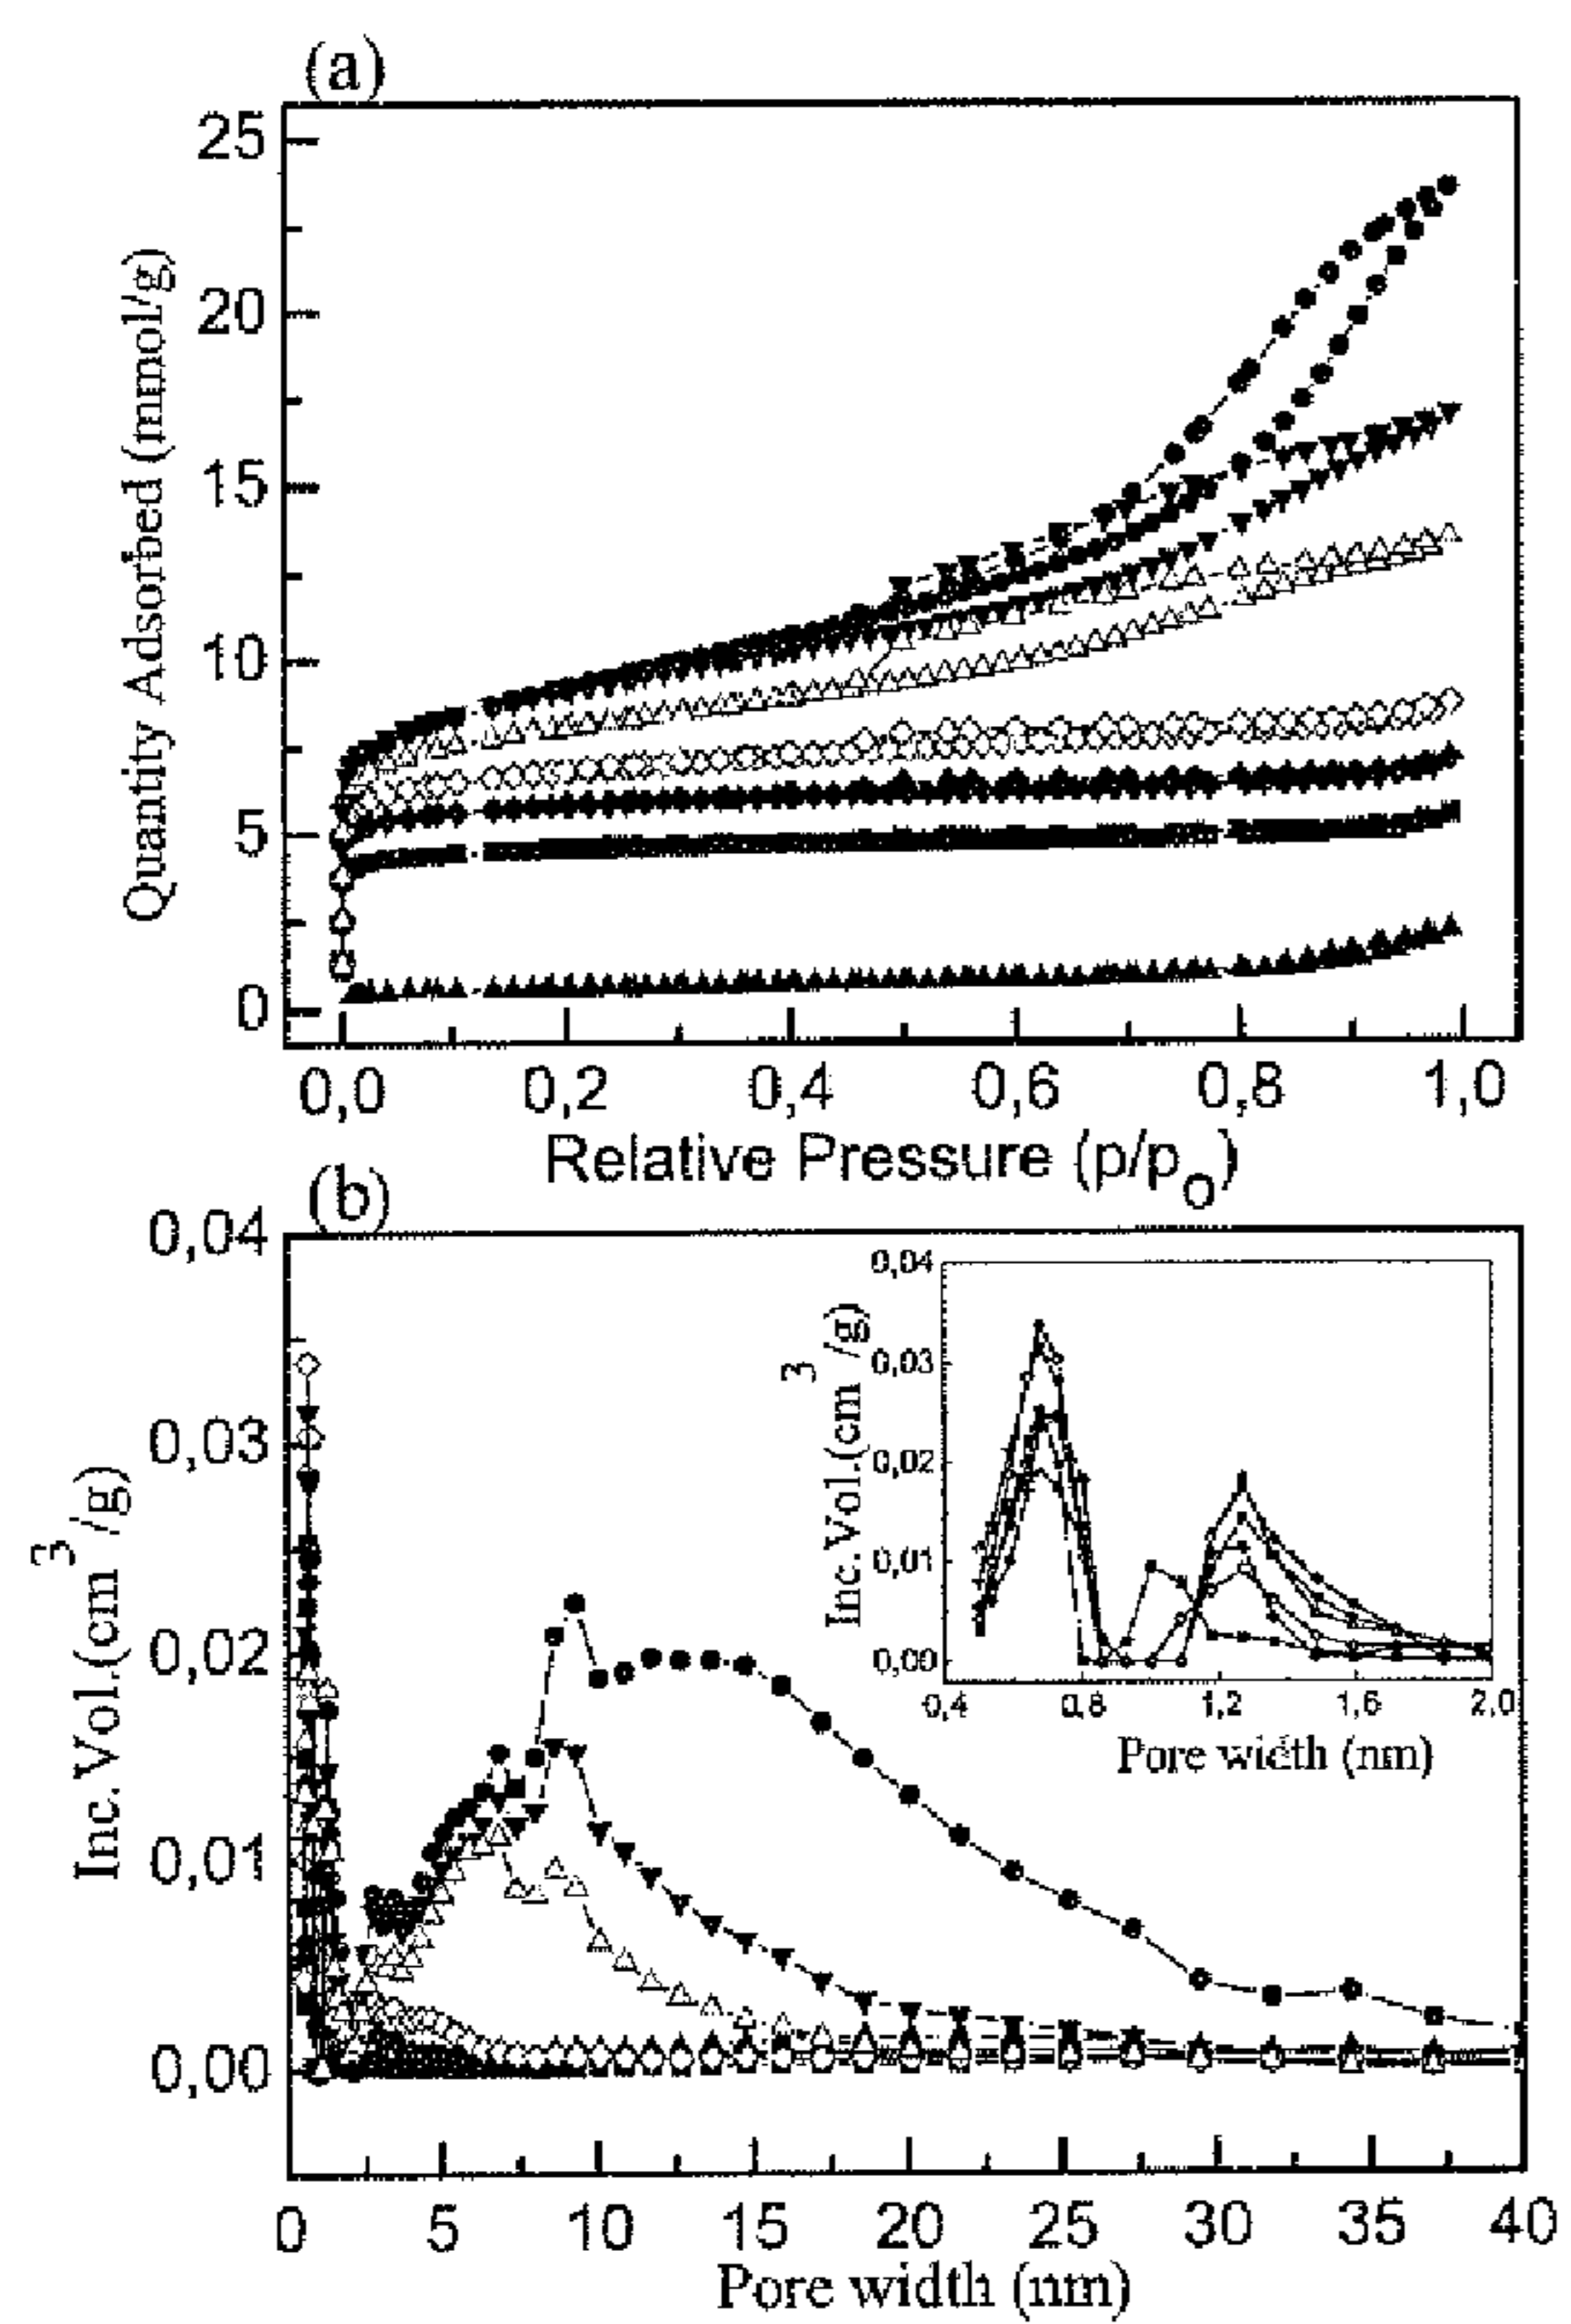 (a)
25
20
15
10
5
0
Quantity Adsorbed (mmol/g)
0,0 0,2 0,4 0,6 0,8 1,0
Relative Pressure (p/po)
(b)
0,04
0,03
0,02
0,01
0,00
Inc.Vol.(cm3/g)
0,04
0,03
0,02
0,01
0,00
Inc.Vol.(cm3/g)
0,4 0,8 1,2 1,6 2,0
Pore width (nm)
0 5 10 15 20 25 30 35 40
Pore width (nm)